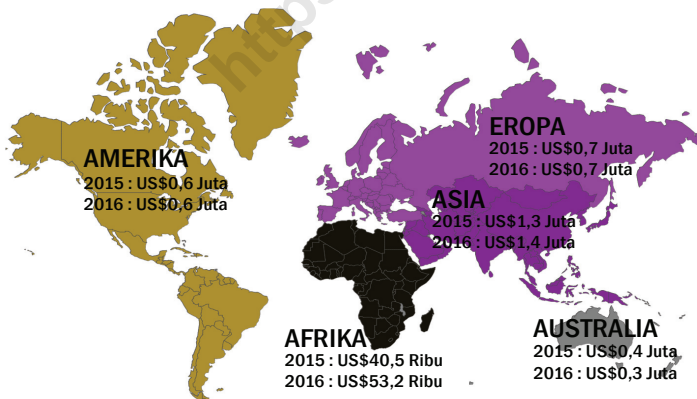 https
AMERIKA
2015 : US$0,6 Juta
2016 : US$0,6 Juta
EROPA
2015 : US$0,7 Juta
2016 : US$0,7 Juta
ASIA
2015 : US$1,3 Juta
2016 : US$1,4 Juta
AFRIKA
2015 : US$40,5 Ribu
2016 : US$53,2 Ribu
AUSTRALIA
2015 : US$0,4 Juta
2016 : US$0,3 Juta